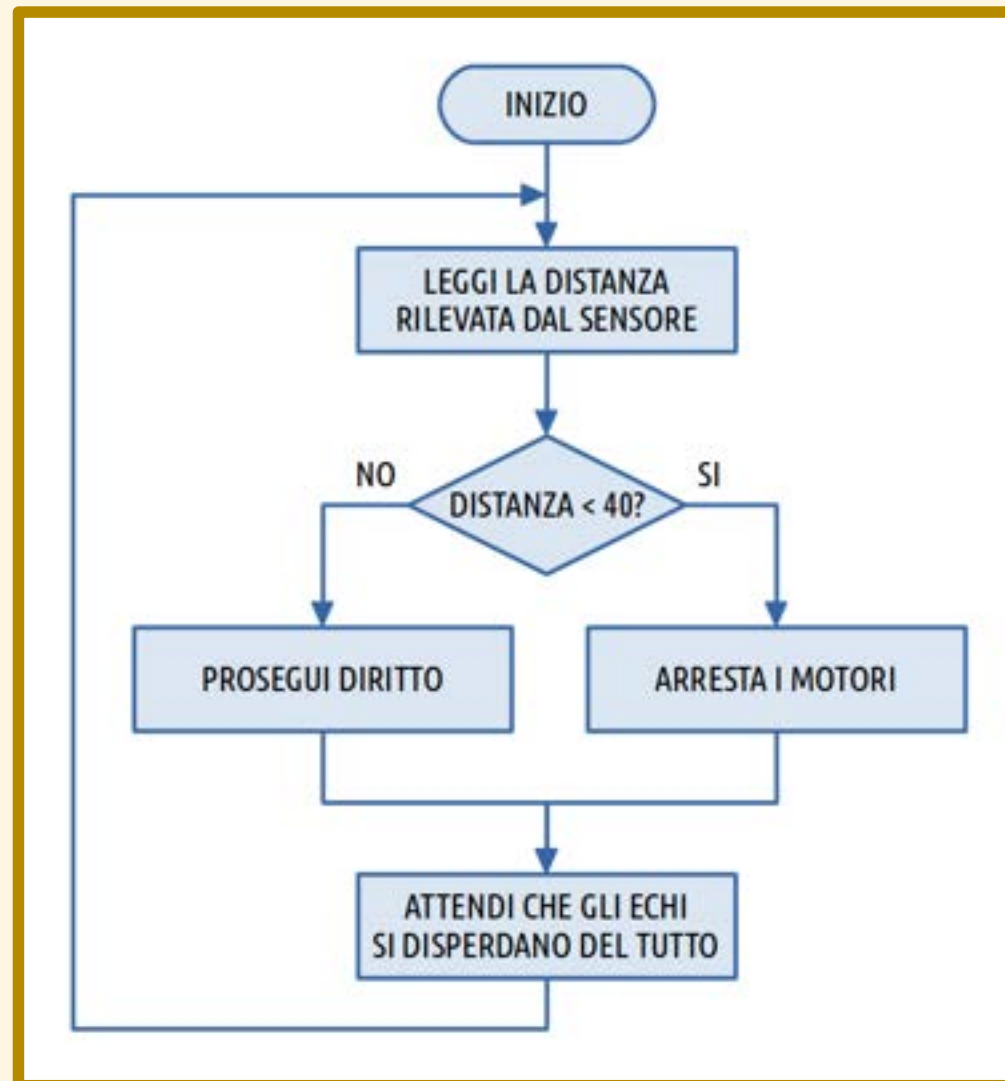 INIZIO
LEGGI LA DISTANZA
RILEVATA DAL SENSORE
NO
SI
DISTANZA < 40?
PROSEGUI DIRITTO
ARRESTA I MOTORI
ATTENDI CHE GLI ECHI
SI DISPERDANO DEL TUTTO